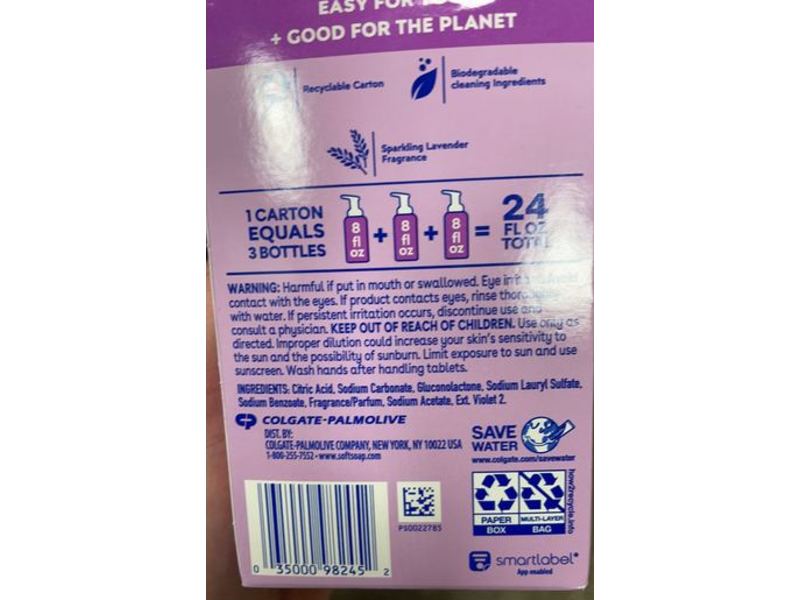 EASY FOR
+ GOOD FOR THE PLANET
Recyclable Carton
Biodegradable
cleaning ingredients
Sparkling Lavender
Fragrance
1 CARTON
EQUALS
3 BOTTLES
8 fl oz + 8 fl oz + 8 fl oz =
24
FL OZ
TOTAL
WARNING: Harmful if put in mouth or swallowed. Eye
contact with the eyes. If product contacts eyes, rinse
with water. If persistent irritation occurs, discontinue use and
consult a physician. KEEP OUT OF REACH OF CHILDREN. Use only as
directed. Improper dilution could increase your skin's sensitivity to
the sun and the possibility of sunburn. Limit exposure to sun and use
sunscreen. Wash hands after handling tablets.
INGREDIENTS: Citric Acid, Sodium Carbonate, Gluconolactone, Sodium Lauryl Sulfate,
Sodium Benzoate, Fragrance/Parfum, Sodium Acetate, Ext. Violet 2.
CP COLGATE-PALMOLIVE
DIST. BY:
COLGATE-PALMOLIVE COMPANY, NEW YORK, NY 10022 USA
1-800-255-7552 • www.softsoap.com
SAVE
WATER
www.colgate.com/savewater
PAPER
BOX
MULTI-LAYER
BAG
how2recycle.info
PS0022785
0 35000 98245 2
smartlabel®
App enabled